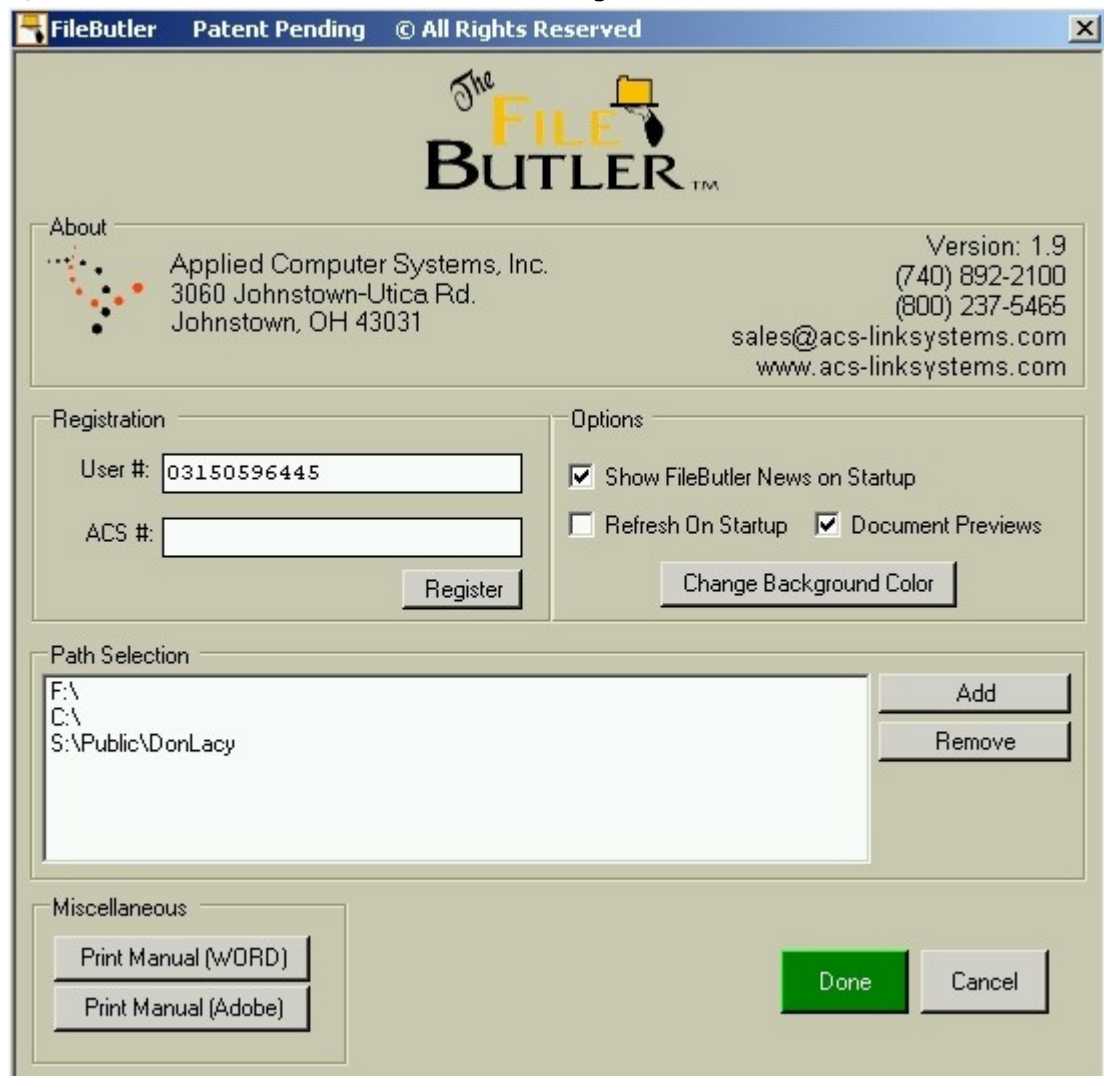 FileButler Patent Pending © All Rights Reserved
The
FILE
BUTLER TM
About
Applied Computer Systems, Inc.
3060 Johnstown-Utica Rd.
Johnstown, OH 43031
Version: 1.9
(740) 892-2100
(800) 237-5465
sales@acs-linksystems.com
www.acs-linksystems.com
Registration
User #: 03150596445
ACS #:
Register
Options
Show FileButler News on Startup
Refresh On Startup Document Previews
Change Background Color
Path Selection
F:\
C:\
S:\Public\DonLacy
Add
Remove
Miscellaneous
Print Manual (WORD)
Print Manual (Adobe)
Done Cancel